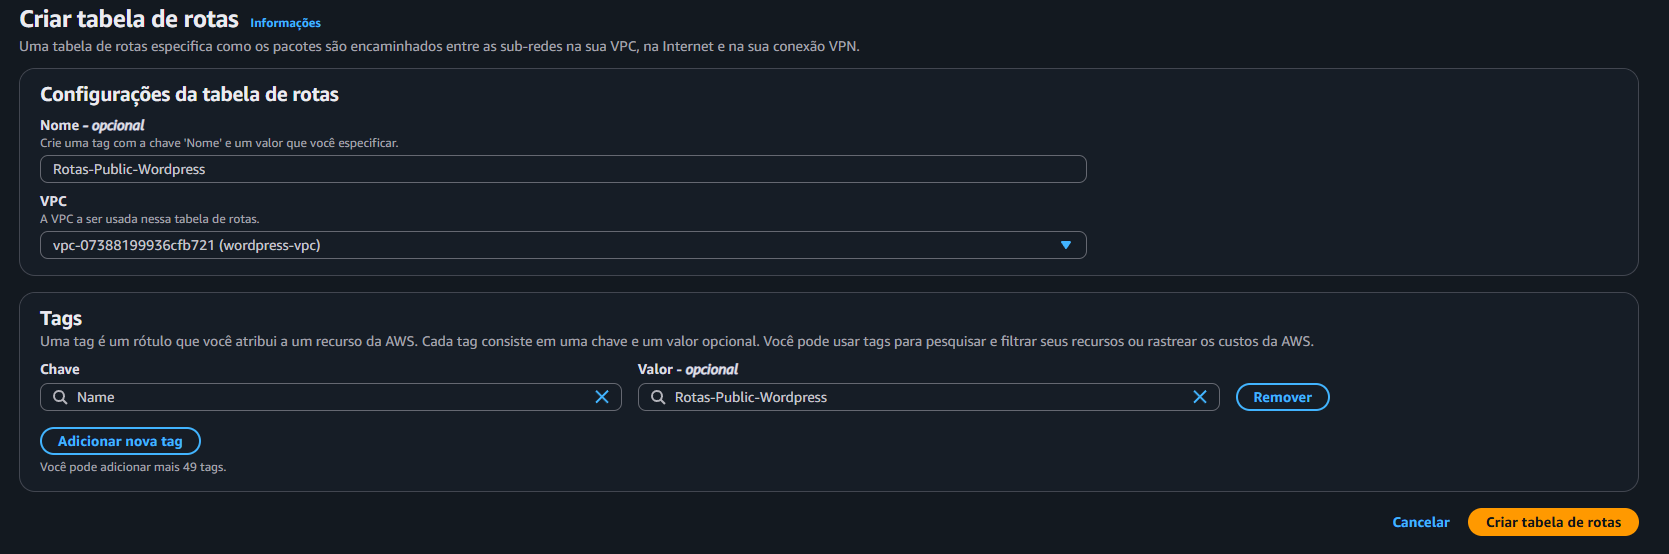 Criar tabela de rotas Informações
Uma tabela de rotas especifica como os pacotes são encaminhados entre as sub-redes na sua VPC, na Internet e na sua conexão VPN.
Configurações da tabela de rotas
Nome - opcional
Crie uma tag com a chave 'Nome' e um valor que você especificar.
Rotas-Public-Wordpress
VPC
A VPC a ser usada nessa tabela de rotas.
vpc-07388199936cfb721 (wordpress-vpc)
Tags
Uma tag é um rótulo que você atribui a um recurso da AWS. Cada tag consiste em uma chave e um valor opcional. Você pode usar tags para pesquisar e filtrar seus recursos ou rastrear os custos da AWS.
Chave Valor - opcional
Name Rotas-Public-Wordpress Remover
Adicionar nova tag
Você pode adicionar mais 49 tags.
Cancelar Criar tabela de rotas